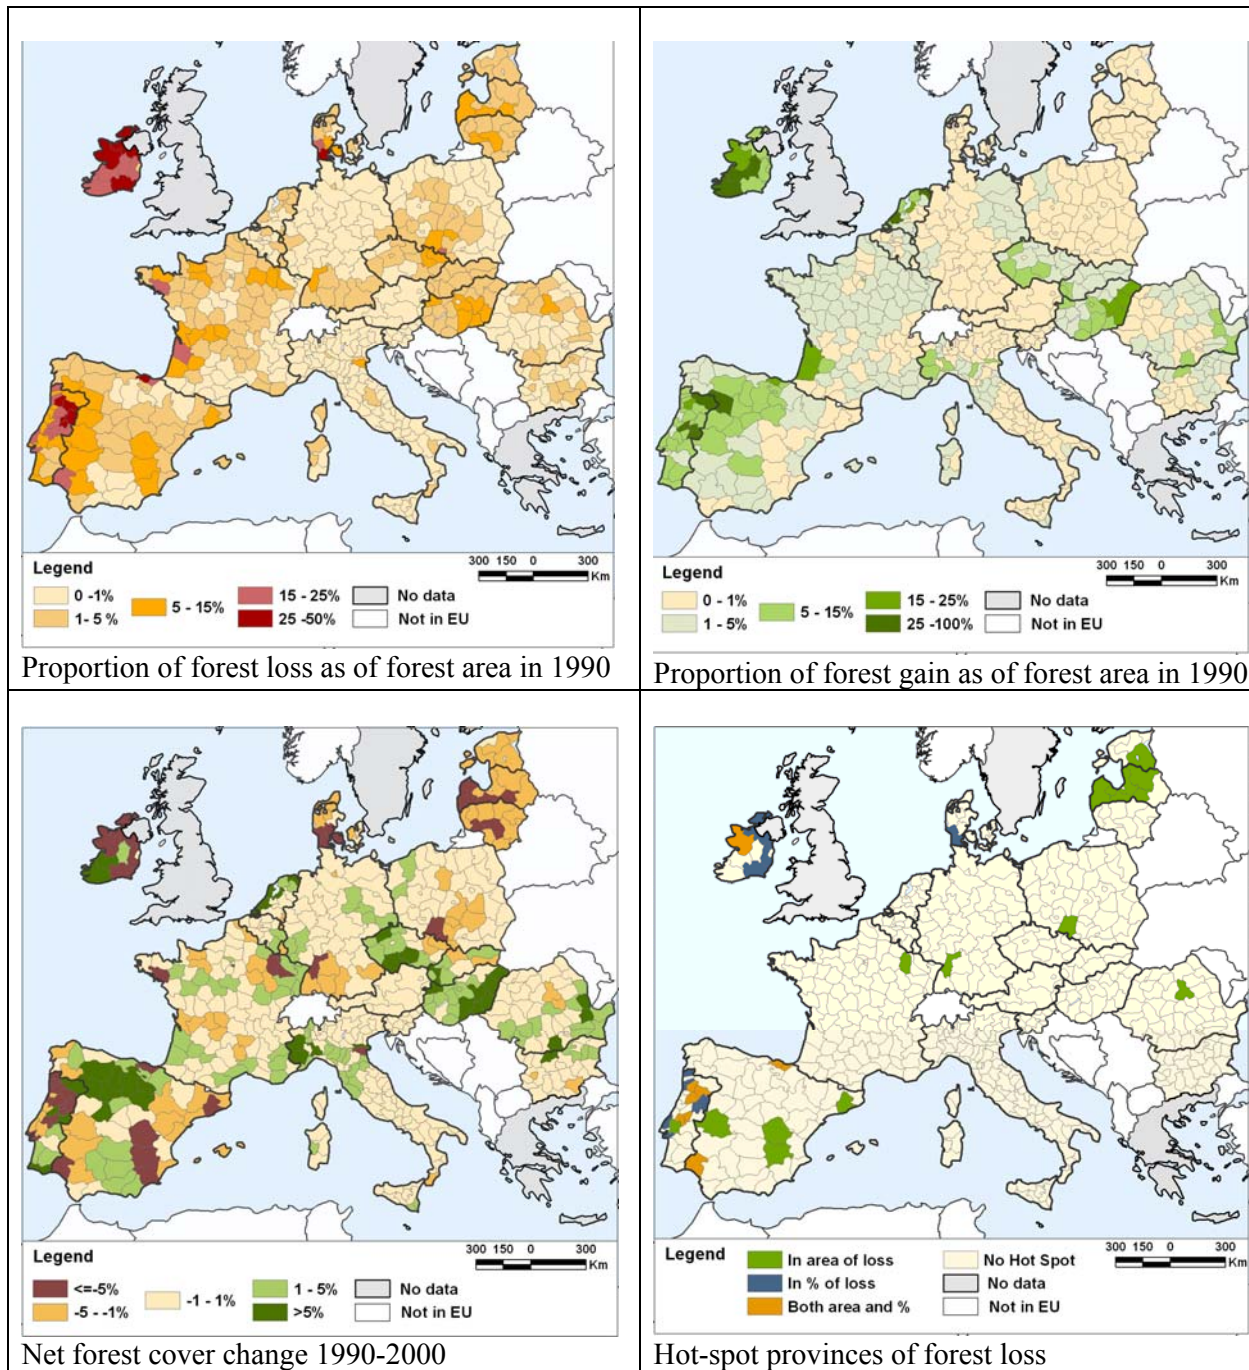 300 150 0 300
Km
Legend
0 -1%
1- 5 %
5 - 15%
15 - 25%
25 -50%
No data
Not in EU
Proportion of forest loss as of forest area in 1990
300 150 0 300
Km
Legend
0 - 1%
1 - 5%
5 - 15%
15 - 25%
25 -100%
No data
Not in EU
Proportion of forest gain as of forest area in 1990
300 150 0 300
Km
Legend
<=-5%
-5 - -1%
-1 - 1%
1 - 5%
>5%
No data
Not in EU
Net forest cover change 1990-2000
300 150 0 300
Km
Legend
In area of loss
In % of loss
Both area and %
No Hot Spot
No data
Not in EU
Hot-spot provinces of forest loss